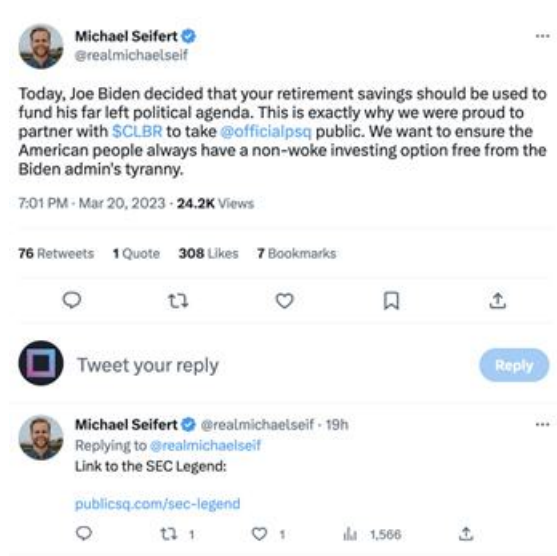 Michael Seifert
@realmichaelseif
Today, Joe Biden decided that your retirement savings should be used to
fund his far left political agenda. This is exactly why we were proud to
partner with $CLBR to take @officialpsq public. We want to ensure the
American people always have a non-woke investing option free from the
Biden admin's tyranny.
7:01 PM · Mar 20, 2023 · 24.2K Views
76 Retweets 1 Quote 308 Likes 7 Bookmarks
Tweet your reply
Reply
Michael Seifert @realmichaelseif · 19h
Replying to @realmichaelseif
Link to the SEC Legend:
publicsq.com/sec-legend
1 1 1,566